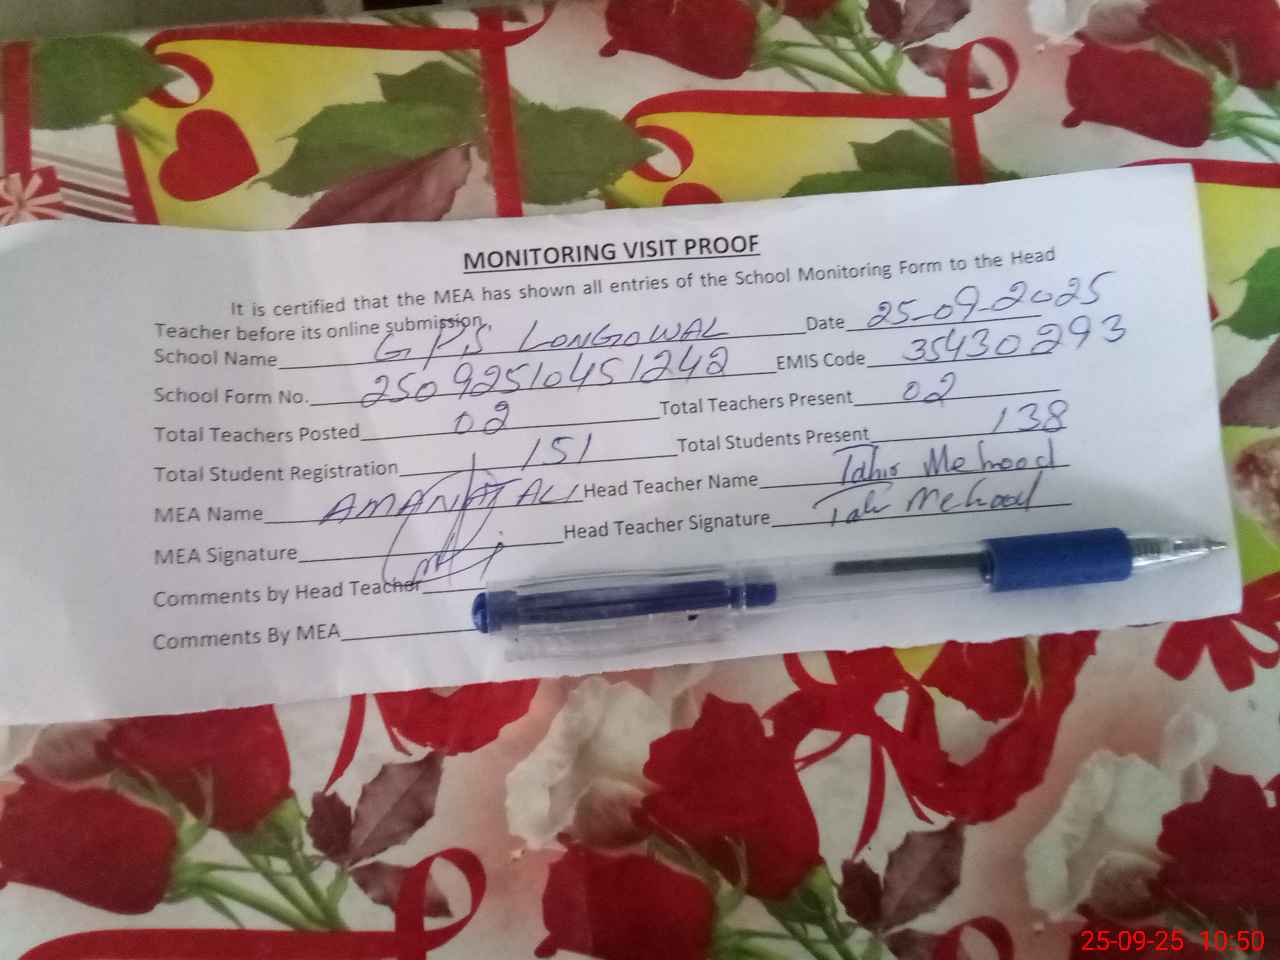 MONITORING VISIT PROOF
It is certified that the MEA has shown all entries of the School Monitoring Form to the Head
Teacher before its online submission,
School Name GPS LONGOWAL Date 25-09-2025
School Form No. 25092510451242 EMIS Code 35430293
Total Teachers Posted 02 Total Teachers Present 02
Total Student Registration 151 Total Students Present 138
MEA Name AMANAT ALI Head Teacher Name Tahir Mehood
MEA Signature Head Teacher Signature Mehood
Comments by Head Teacher
Comments By MEA
25-09-25 10:50